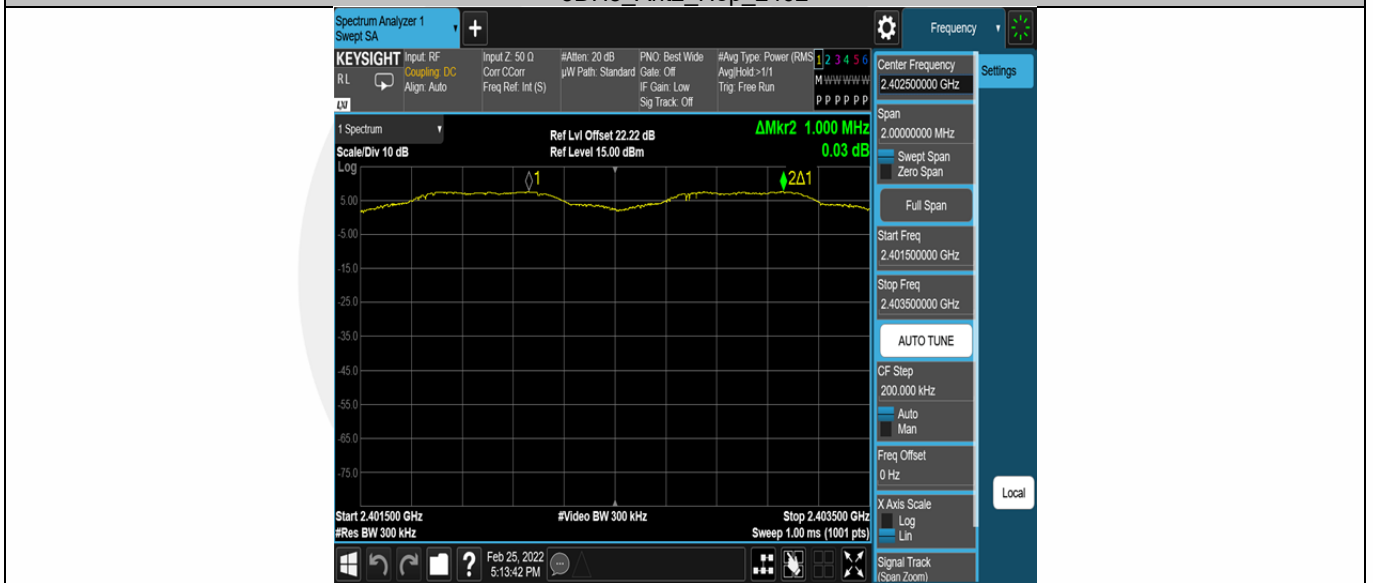 Spectrum Analyzer 1
Swept SA
+
Frequency
KEYSIGHT
RL
LXI
Input: RF
Coupling: DC
Align: Auto
Input Z: 50 Ω
Corr CCorr
Freq Ref: Int (S)
#Atten: 20 dB
µW Path: Standard
PNO: Best Wide
Gate: Off
IF Gain: Low
Sig Track: Off
#Avg Type: Power (RMS
Avg|Hold:>1/1
Trig: Free Run
1 2 3 4 5 6
M W W W W W
P P P P P P
Center Frequency
2.402500000 GHz
Settings
Span
2.00000000 MHz
Swept Span
Zero Span
Full Span
Start Freq
2.401500000 GHz
Stop Freq
2.403500000 GHz
AUTO TUNE
CF Step
200.000 kHz
Auto
Man
Freq Offset
0 Hz
X Axis Scale
Log
Lin
Local
Signal Track
(Span Zoom)
1 Spectrum
Ref Lvl Offset 22.22 dB
ΔMkr2 1.000 MHz
Scale/Div 10 dB
Ref Level 15.00 dBm
0.03 dB
Log
1
2Δ1
5.00
-5.00
-15.0
-25.0
-35.0
-45.0
-55.0
-65.0
-75.0
Start 2.401500 GHz
#Video BW 300 kHz
Stop 2.403500 GHz
#Res BW 300 kHz
Sweep 1.00 ms (1001 pts)
?
Feb 25, 2022
5:13:42 PM